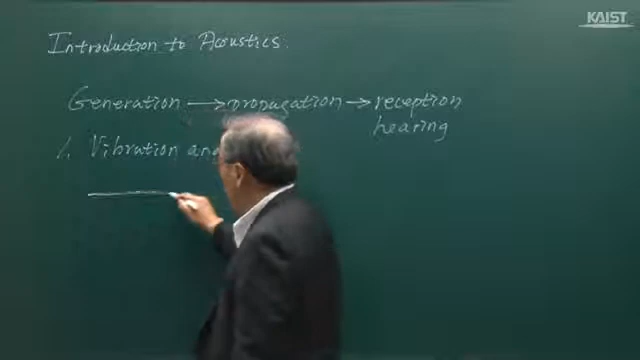 KAIST
Introduction to Acoustics.
Generation → propagation → reception
hearing
1. Vibration and